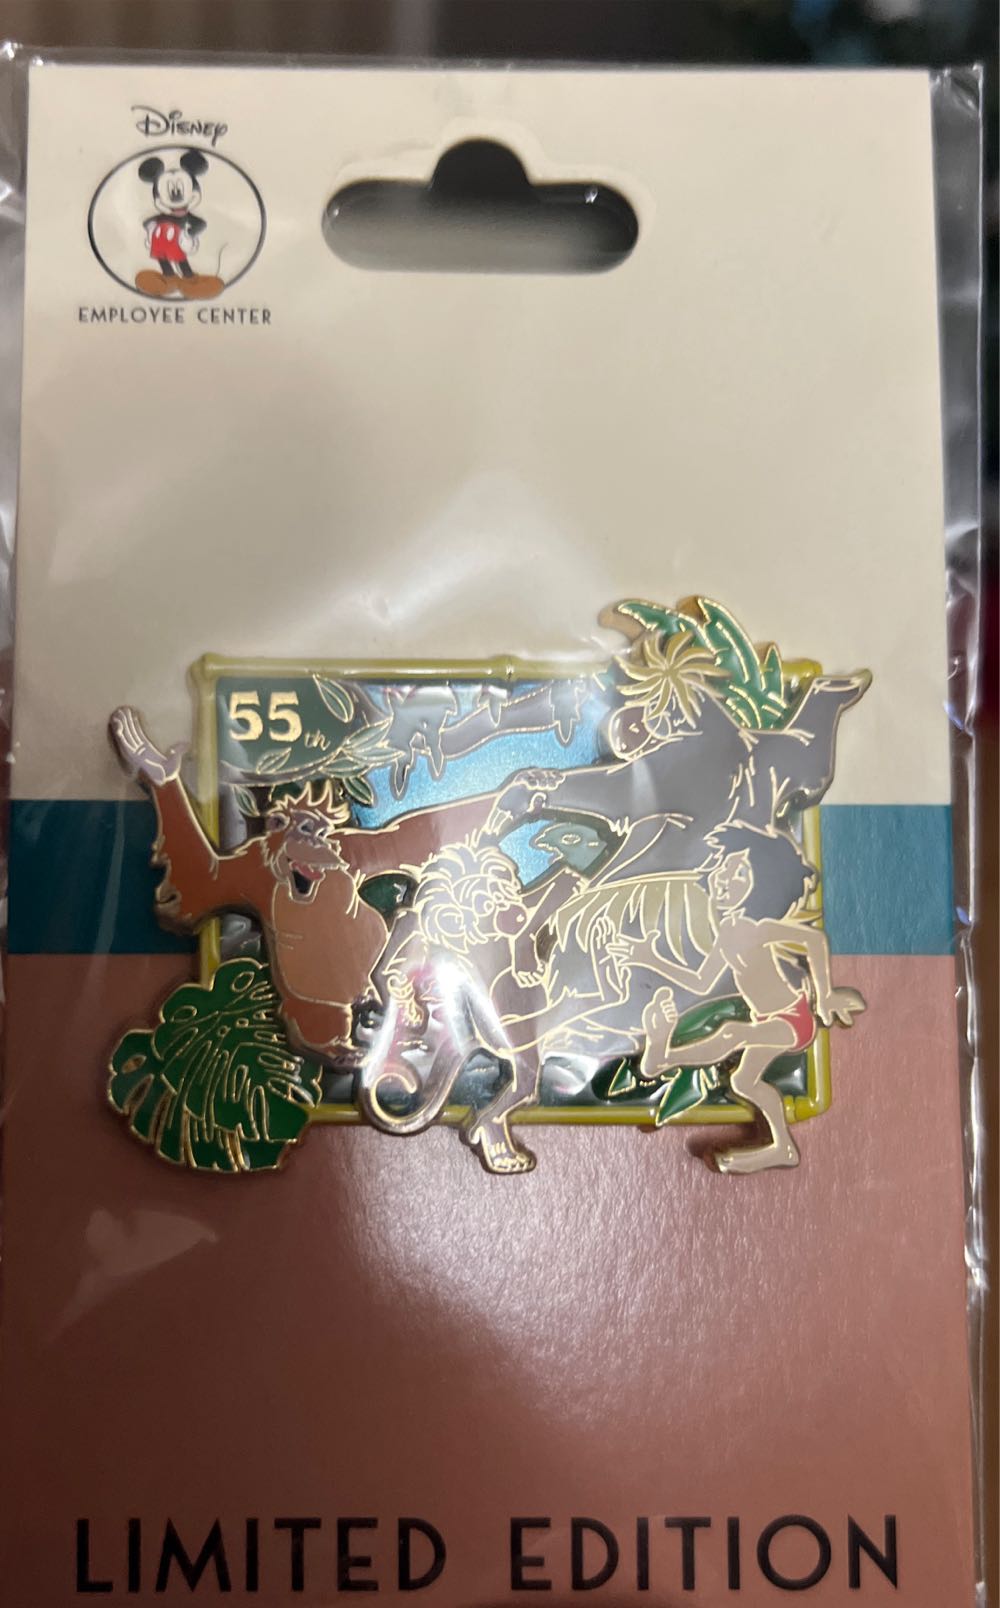 Disney
EMPLOYEE CENTER
55th
LIMITED EDITION